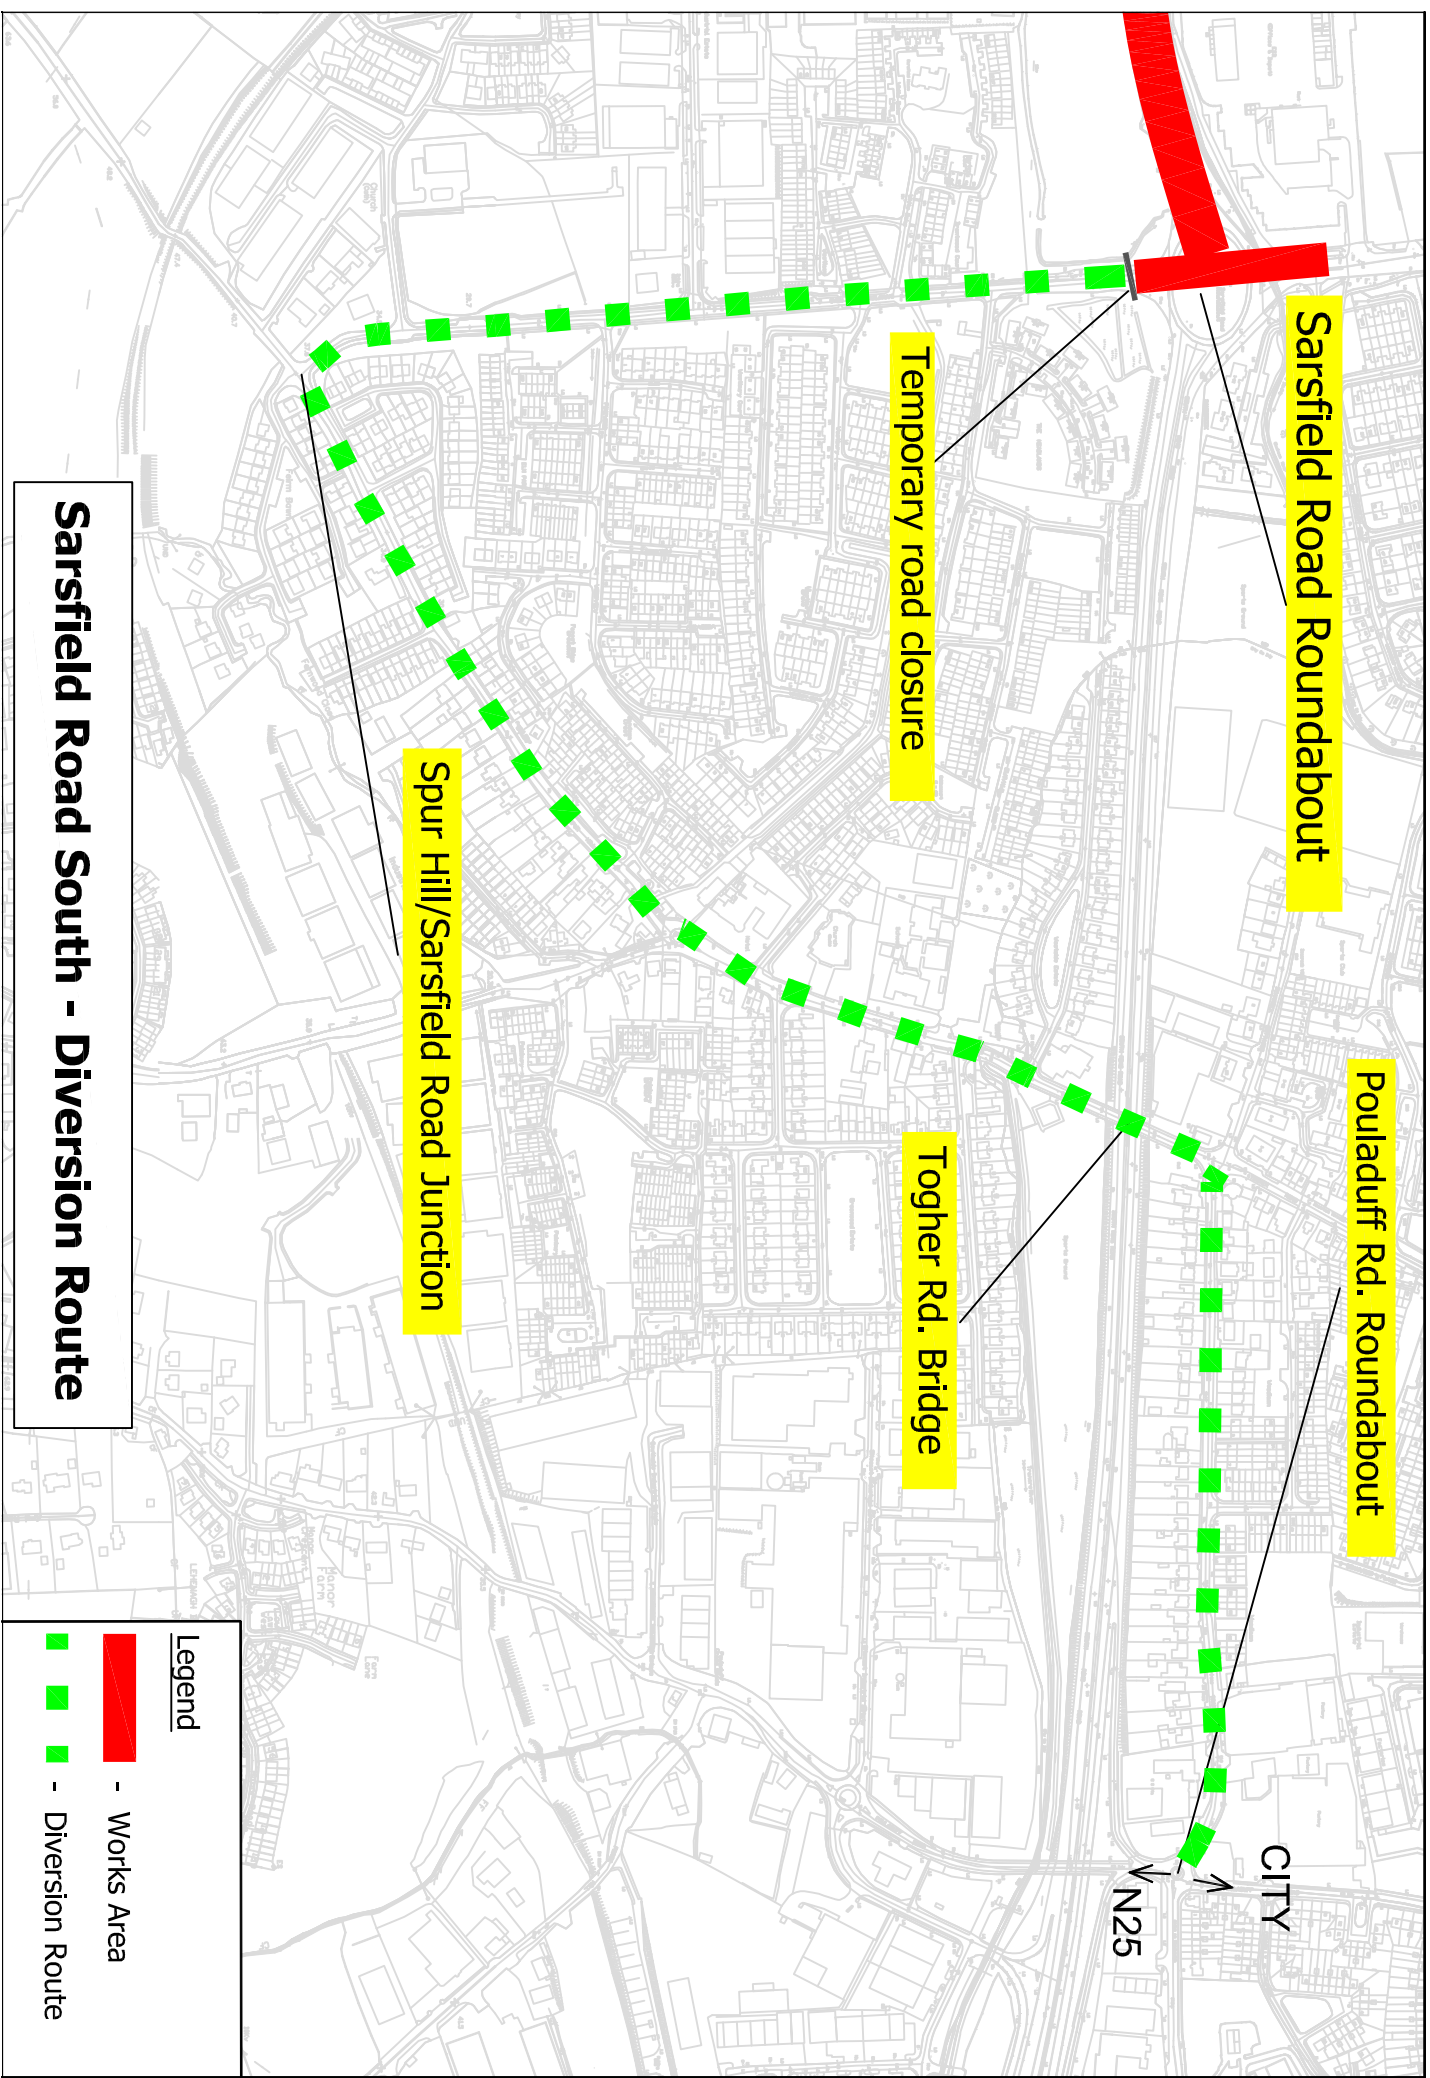 Sarsfield Road Roundabout
Pouladuff Rd. Roundabout
CITY
N25
Temporary road closure
Togher Rd. Bridge
Spur Hill/Sarsfield Road Junction
Sarsfield Road South - Diversion Route
Legend
- Works Area
- Diversion Route